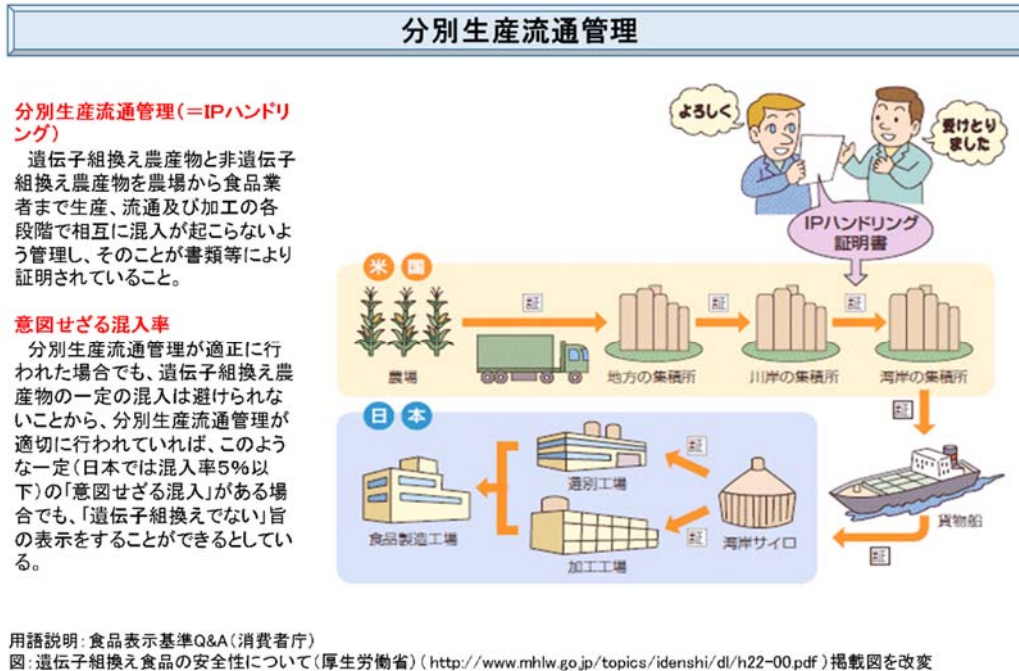 分別生産流通管理
分別生産流通管理(＝IPハンドリ
ング)
遺伝子組換え農産物と非遺伝子
組換え農産物を農場から食品業
者まで生産、流通及び加工の各
段階で相互に混入が起こらないよ
う管理し、そのことが書類等により
証明されていること。
意図せざる混入率
分別生産流通管理が適正に行
われた場合でも、遺伝子組換え農
産物の一定の混入は避けられな
いことから、分別生産流通管理が
適切に行われていれば、このよう
な一定(日本では混入率5%以
下)の「意図せざる混入」がある場
合でも、「遺伝子組換えでない」旨
の表示をすることができるとしてい
る。
よろしく
受けとり
ました
IPハンドリング
証明書
米国
証
証
証
農場
地方の集積所
川岸の集積所
湾岸の集積所
証
日本
証
選別工場
食品製造工場
証
湾岸サイロ
加工工場
貨物船
証
用語説明：食品表示基準Q&A(消費者庁)
図：遺伝子組換え食品の安全性について(厚生労働省)(http://www.mhlw.go.jp/topics/idenshi/dl/h22-00.pdf)掲載図を改変